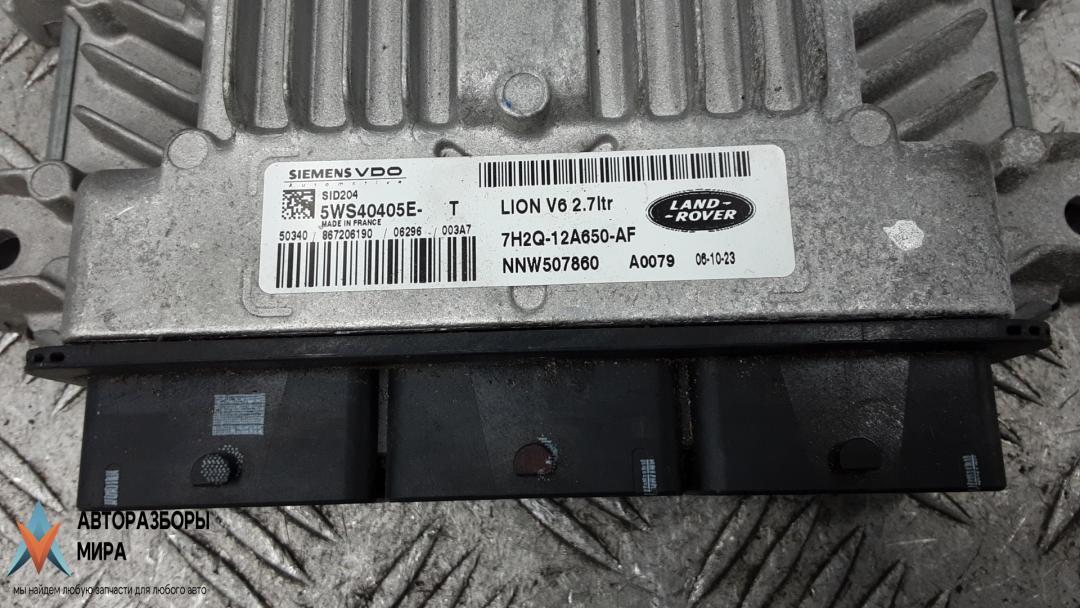 SIEMENS VDO
Automotive
SID204
5WS40405E- T
MADE IN FRANCE
50340 / 867206190 / 06296 / 003A7
LION V6 2.7ltr
LAND-
-ROVER
7H2Q-12A650-AF
NNW507860 A0079 06-10-23
АВТОРАЗБОРЫ
МИРА
мы найдем любую запчасти для любого авто